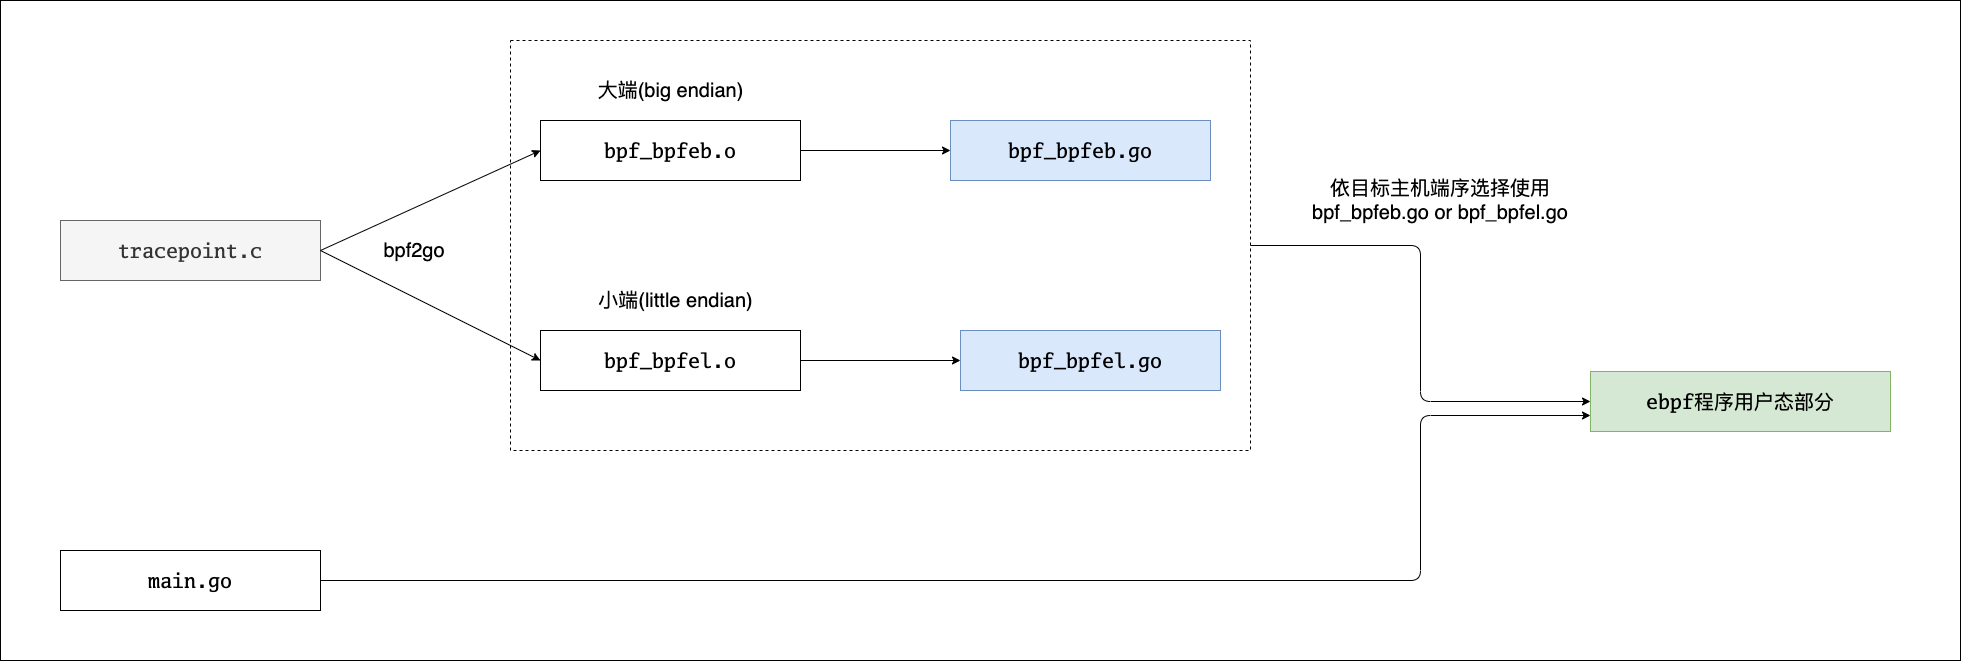 大端(big endian)
bpf_bpfeb.o
bpf_bpfeb.go
依目标主机端序选择使用
bpf_bpfeb.go or bpf_bpfel.go
tracepoint.c
bpf2go
小端(little endian)
bpf_bpfel.o
bpf_bpfel.go
ebpf程序用户态部分
main.go